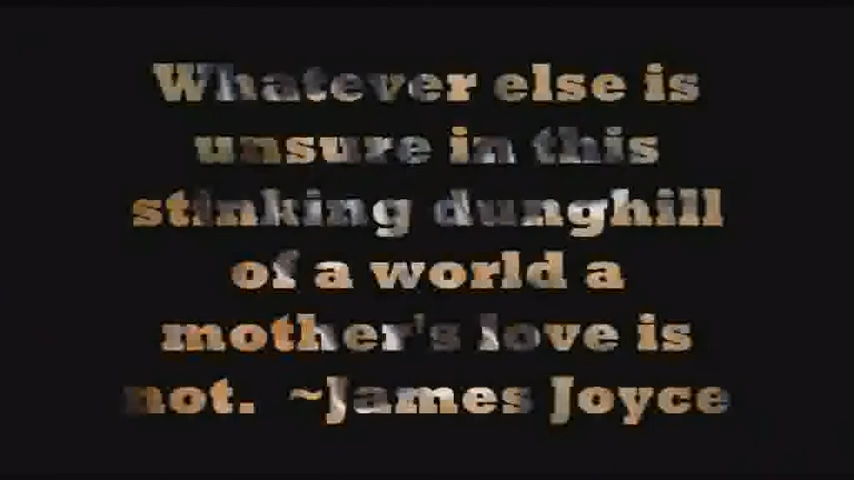 Whatever else is
unsure in this
stinking dunghill
of a world a
mother's love is
not. ~James Joyce